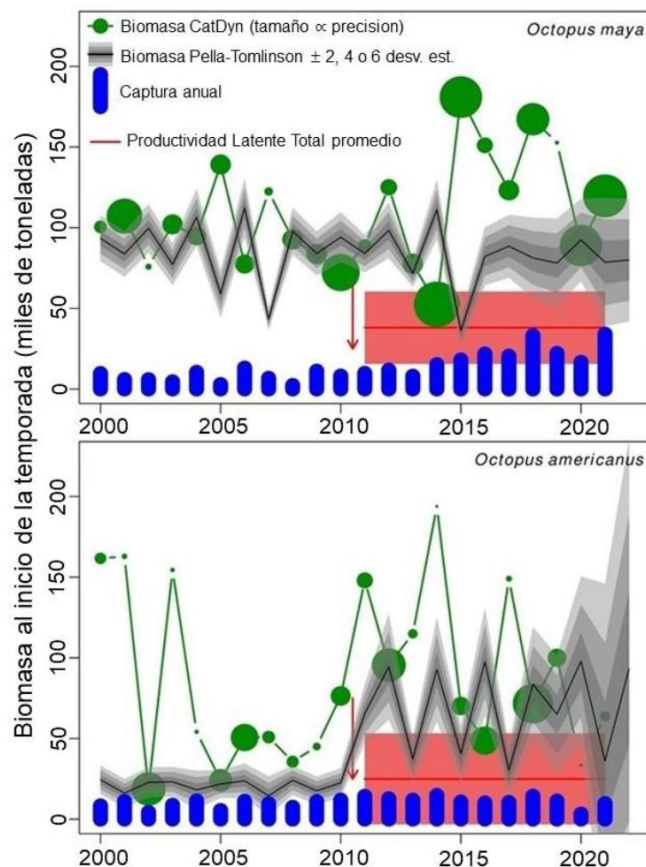 Biomasa CatDyn (tamaño ∝ precision)
Octopus maya
Biomasa Pella-Tomlinson ± 2, 4 o 6 desv. est.
Captura anual
Productividad Latente Total promedio
200
150
100
50
0
2000 2005 2010 2015 2020
Biomasa al inicio de la temporada (miles de toneladas)
Octopus americanus
200
150
100
50
0
2000 2005 2010 2015 2020